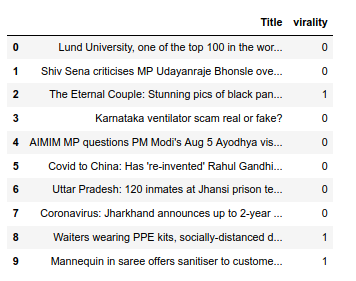 Title virality
0 Lund University, one of the top 100 in the wor... 0
1 Shiv Sena criticises MP Udayanraje Bhonsle ove... 0
2 The Eternal Couple: Stunning pics of black pan... 1
3 Karnataka ventilator scam real or fake? 0
4 AIMIM MP questions PM Modi's Aug 5 Ayodhya vis... 0
5 Covid to China: Has 're-invented' Rahul Gandhi... 0
6 Uttar Pradesh: 120 inmates at Jhansi prison te... 0
7 Coronavirus: Jharkhand announces up to 2-year ... 0
8 Waiters wearing PPE kits, socially-distanced d... 1
9 Mannequin in saree offers sanitiser to custome... 1